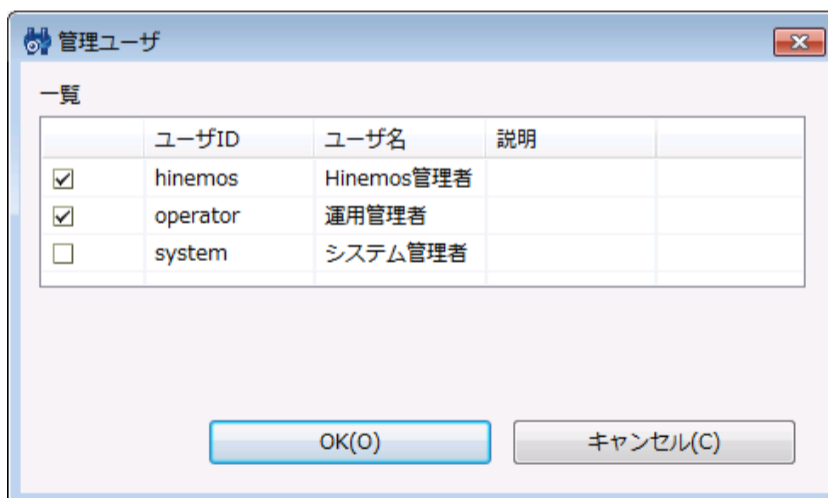 管理ユーザ
一覧
ユーザID ユーザ名 説明
hinemos Hinemos管理者
operator 運用管理者
system システム管理者
OK(O) キャンセル(C)